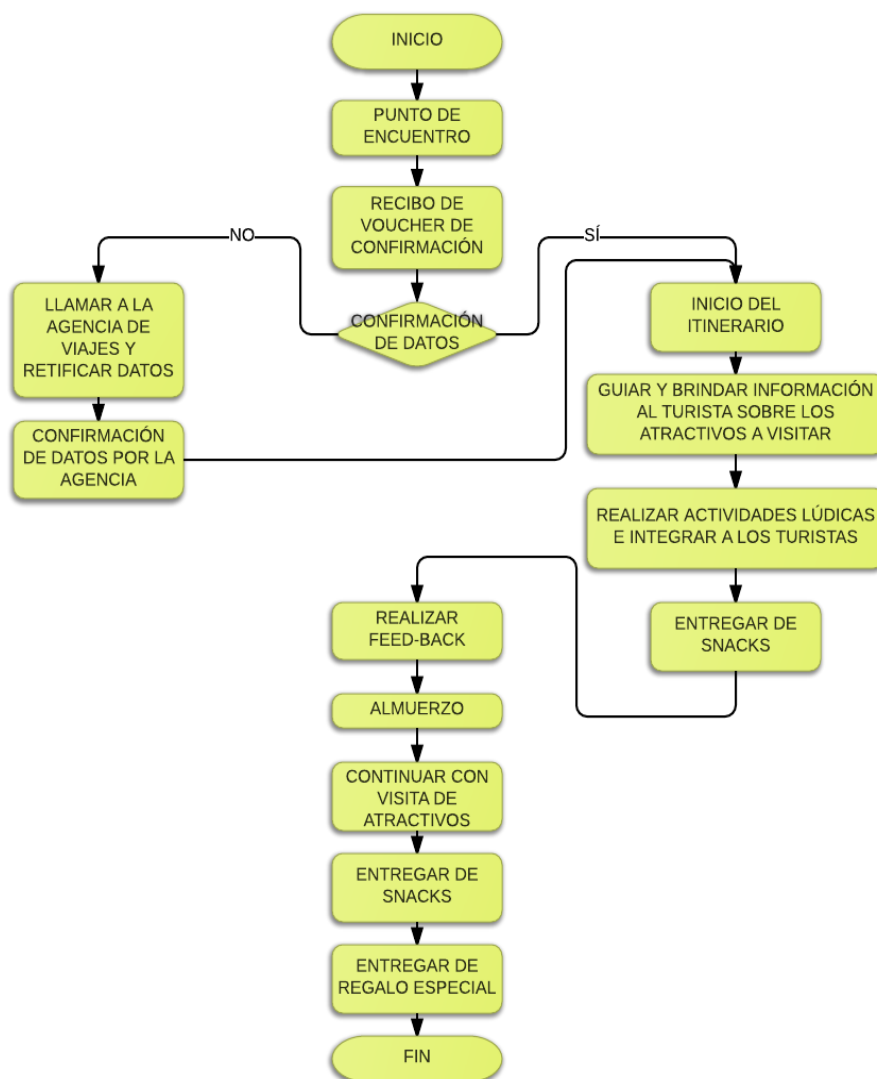 INICIO
PUNTO DE
ENCUENTRO
RECIBO DE
VOUCHER DE
CONFIRMACIÓN
NO
SÍ
CONFIRMACIÓN
DE DATOS
LLAMAR A LA
AGENCIA DE
VIAJES Y
RETIFICAR DATOS
CONFIRMACIÓN
DE DATOS POR LA
AGENCIA
INICIO DEL
ITINERARIO
GUIAR Y BRINDAR INFORMACIÓN
AL TURISTA SOBRE LOS
ATRACTIVOS A VISITAR
REALIZAR ACTIVIDADES LÚDICAS
E INTEGRAR A LOS TURISTAS
ENTREGAR DE
SNACKS
REALIZAR
FEED-BACK
ALMUERZO
CONTINUAR CON
VISITA DE
ATRACTIVOS
ENTREGAR DE
SNACKS
ENTREGAR DE
REGALO ESPECIAL
FIN